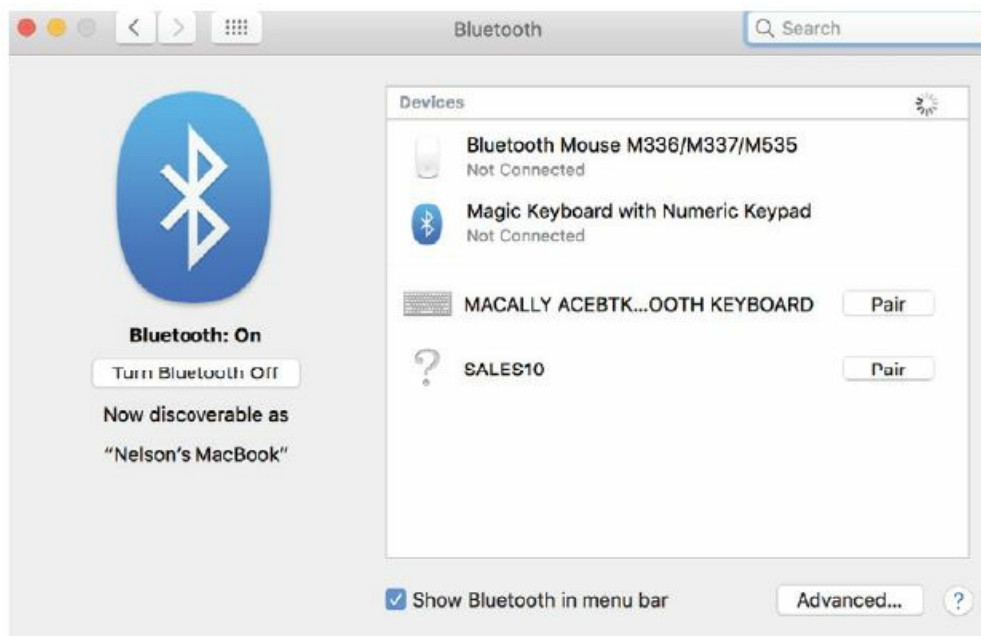 Bluetooth
Search
Devices
Bluetooth Mouse M336/M337/M535
Not Connected
Magic Keyboard with Numeric Keypad
Not Connected
MACALLY ACEBTK...OOTH KEYBOARD
Pair
SALES10
Pair
Bluetooth: On
Turn Bluetooth Off
Now discoverable as
“Nelson’s MacBook”
Show Bluetooth in menu bar
Advanced...
?